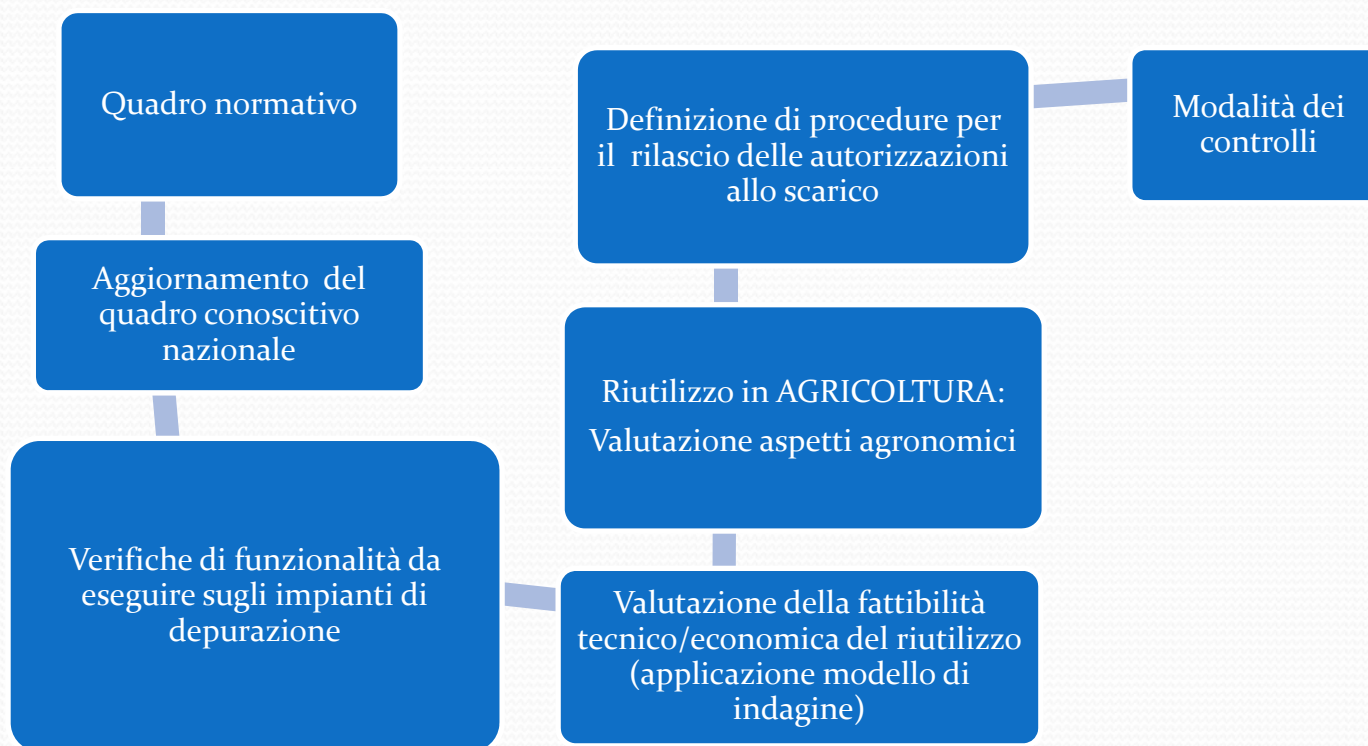 Quadro normativo
Aggiornamento del
quadro conoscitivo
nazionale
Verifiche di funzionalità da
eseguire sugli impianti di
depurazione
Valutazione della fattibilità
tecnico/economica del riutilizzo
(applicazione modello di
indagine)
Riutilizzo in AGRICOLTURA:
Valutazione aspetti agronomici
Definizione di procedure per
il rilascio delle autorizzazioni
allo scarico
Modalità dei
controlli